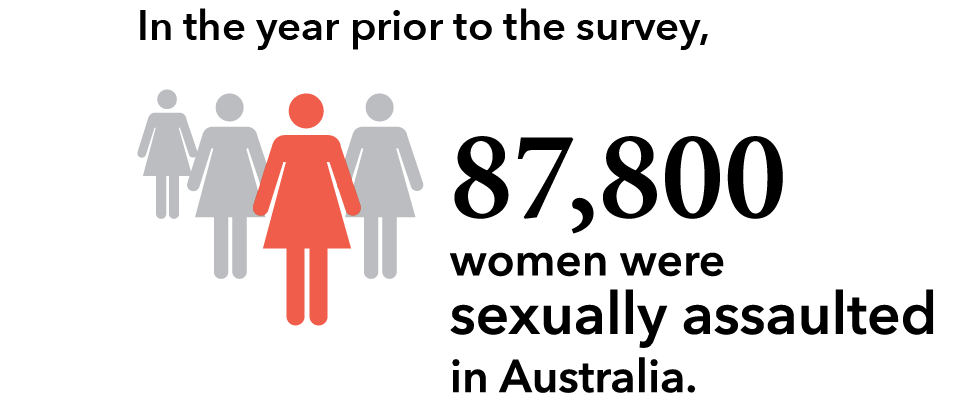 In the year prior to the survey,
87,800
women were
sexually assaulted
in Australia.